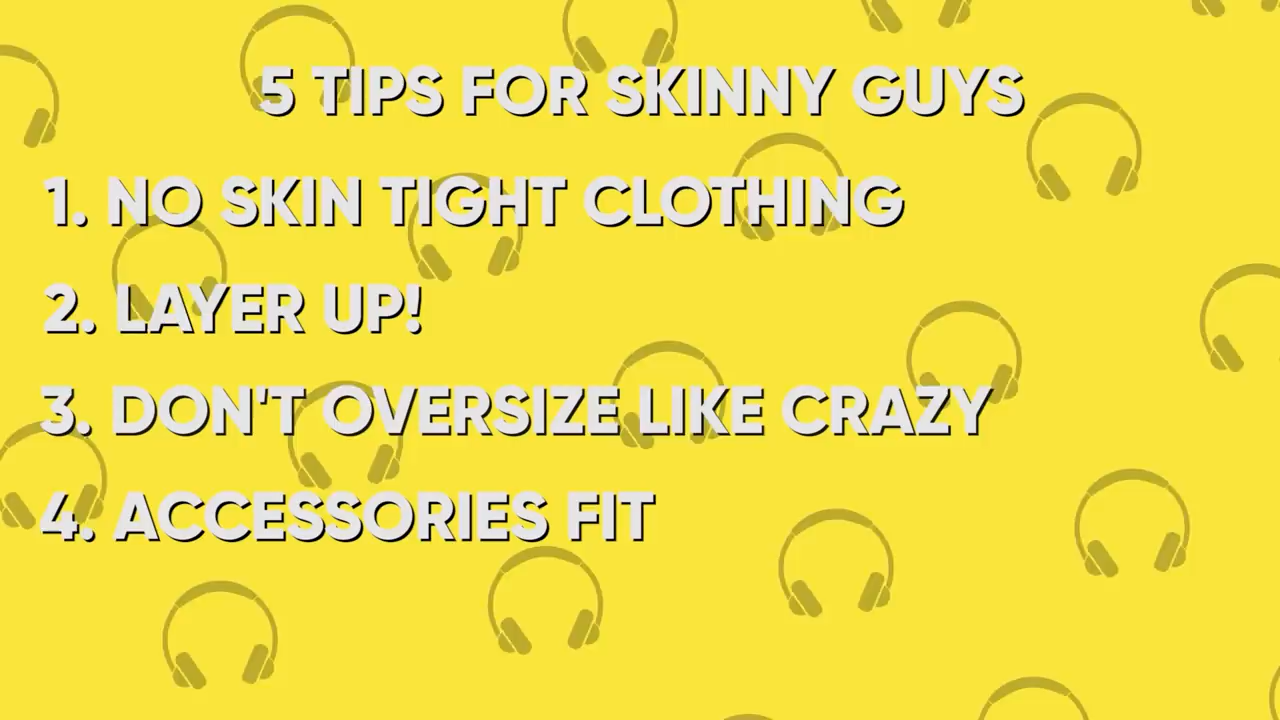 5 TIPS FOR SKINNY GUYS
1. NO SKIN TIGHT CLOTHING
2. LAYER UP!
3. DON'T OVERSIZE LIKE CRAZY
4. ACCESSORIES FIT